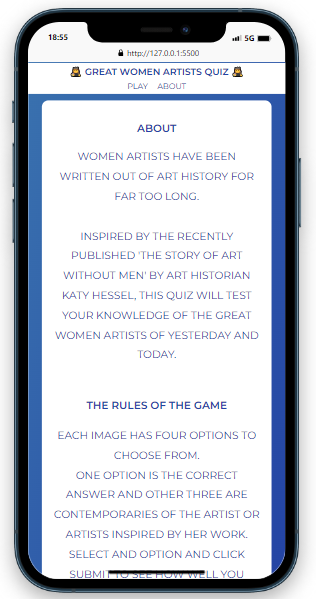 18:55
5G
http://127.0.0.1:5500
GREAT WOMEN ARTISTS QUIZ
PLAY ABOUT
ABOUT
WOMEN ARTISTS HAVE BEEN
WRITTEN OUT OF ART HISTORY FOR
FAR TOO LONG.
INSPIRED BY THE RECENTLY
PUBLISHED 'THE STORY OF ART
WITHOUT MEN' BY ART HISTORIAN
KATY HESSEL, THIS QUIZ WILL TEST
YOUR KNOWLEDGE OF THE GREAT
WOMEN ARTISTS OF YESTERDAY AND
TODAY.
THE RULES OF THE GAME
EACH IMAGE HAS FOUR OPTIONS TO
CHOOSE FROM.
ONE OPTION IS THE CORRECT
ANSWER AND OTHER THREE ARE
CONTEMPORARIES OF THE ARTIST OR
ARTISTS INSPIRED BY HER WORK.
SELECT AND OPTION AND CLICK
SUBMIT TO SEE HOW WELL YOU